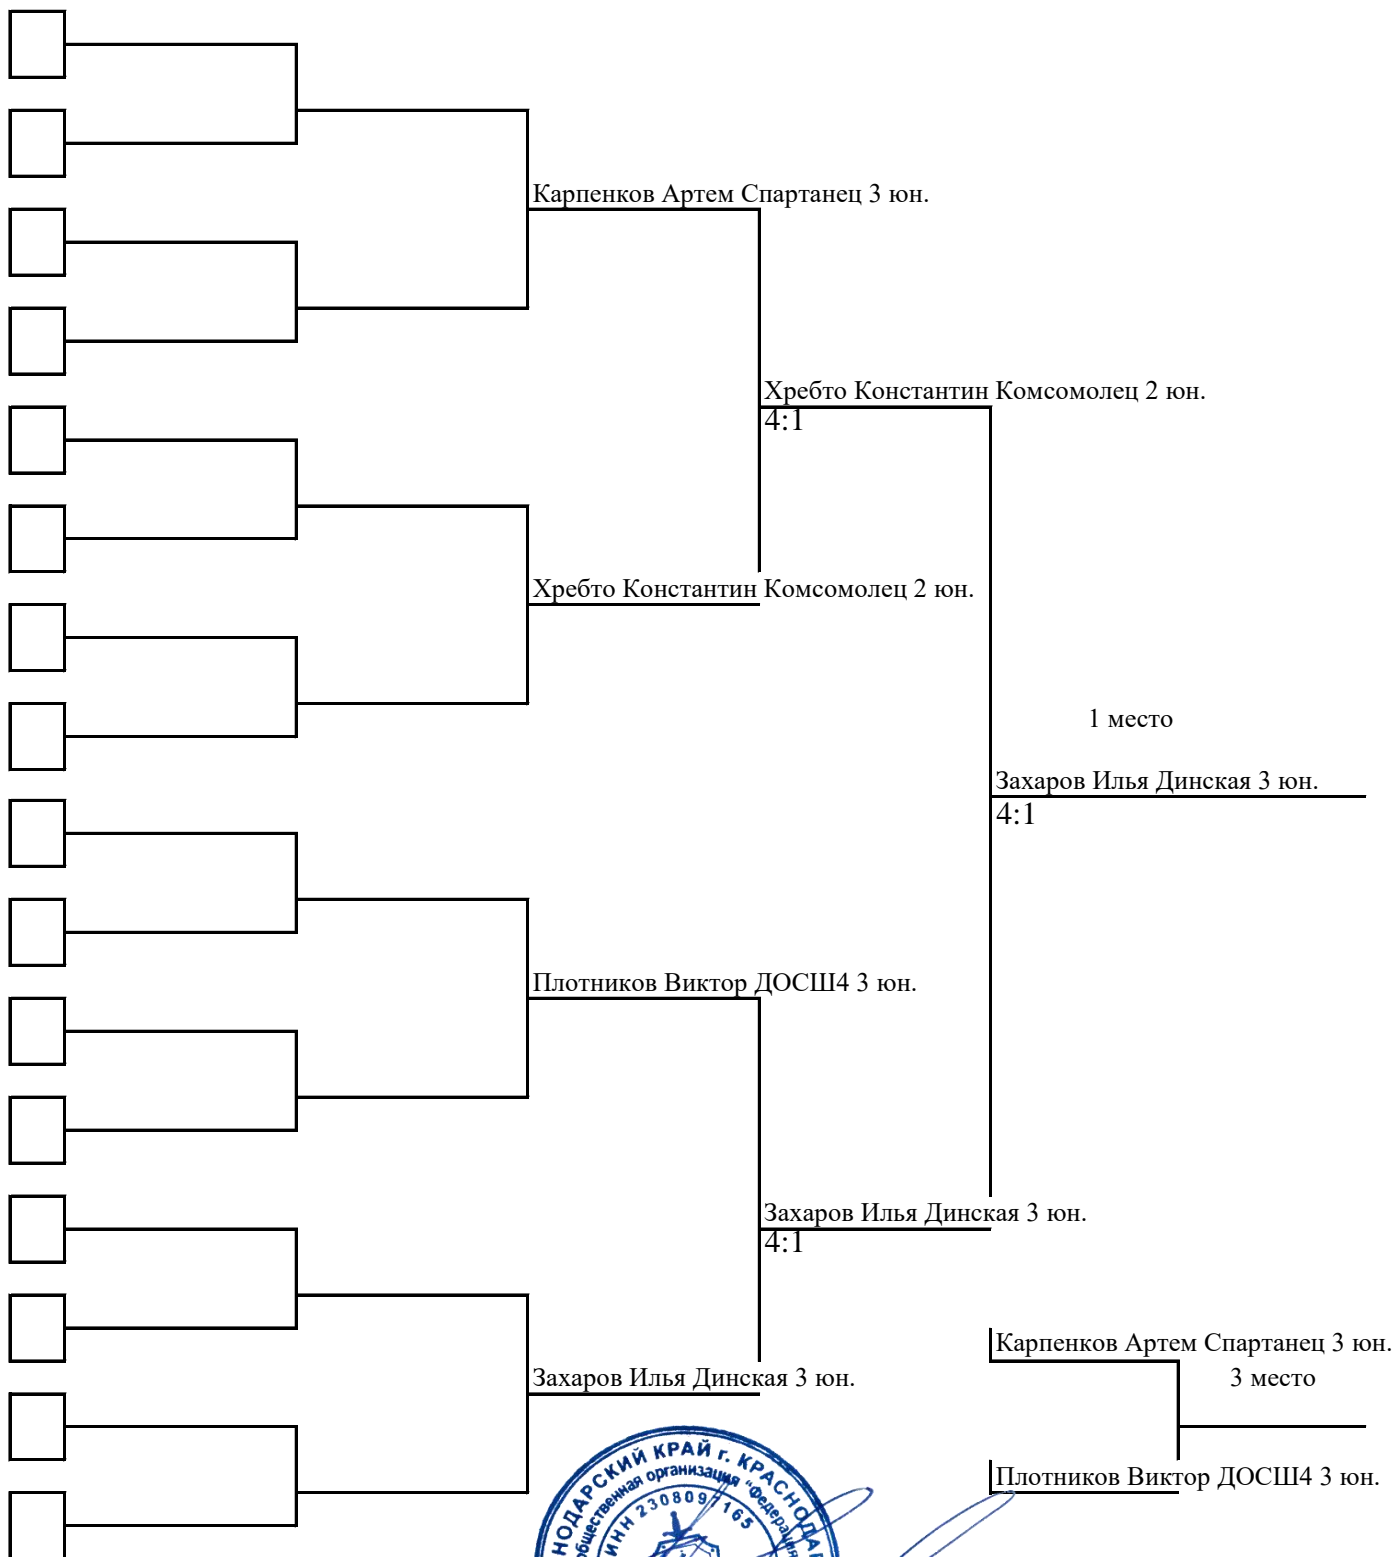 Карпенков Артем Спартанец 3 юн.
Хребто Константин Комсомолец 2 юн.
4:1
Хребто Константин Комсомолец 2 юн.
1 место
Захаров Илья Динская 3 юн.
4:1
Плотников Виктор ДОСШ4 3 юн.
Захаров Илья Динская 3 юн.
4:1
Карпенков Артем Спартанец 3 юн.
Захаров Илья Динская 3 юн.
3 место
Плотников Виктор ДОСШ4 3 юн.
КРАЙ г.
общественная организация "Федерация
ИНН 2308097165